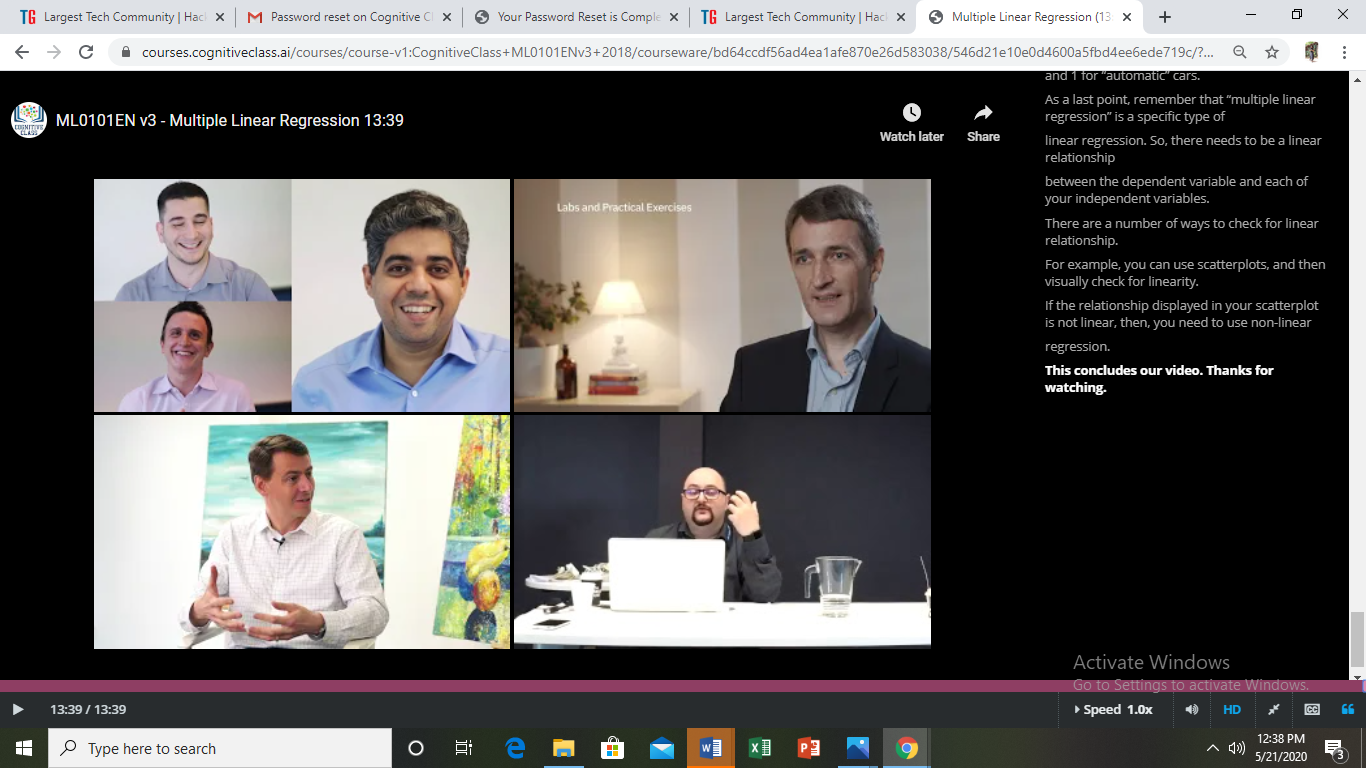 Largest Tech Community | Hac
Password reset on Cognitive Cl
Your Password Reset is Comple
Largest Tech Community | Hac
Multiple Linear Regression (13:
courses.cognitiveclass.ai/courses/course-v1:CognitiveClass+ML0101ENv3+2018/courseware/bd64ccdf56ad4ea1afe870e26d583038/546d21e10e0d4600a5fbd4ee6ede719c/?...
COGNITIVE CLASS
ML0101EN v3 - Multiple Linear Regression 13:39
Watch later
Share
Labs and Practical Exercises
and 1 for “automatic” cars.
As a last point, remember that “multiple linear
regression” is a specific type of
linear regression. So, there needs to be a linear
relationship
between the dependent variable and each of
your independent variables.
There are a number of ways to check for linear
relationship.
For example, you can use scatterplots, and then
visually check for linearity.
If the relationship displayed in your scatterplot
is not linear, then, you need to use non-linear
regression.
This concludes our video. Thanks for
watching.
Activate Windows
Go to Settings to activate Windows.
13:39 / 13:39
Speed 1.0x
HD
CC
Type here to search
12:38 PM
5/21/2020
3